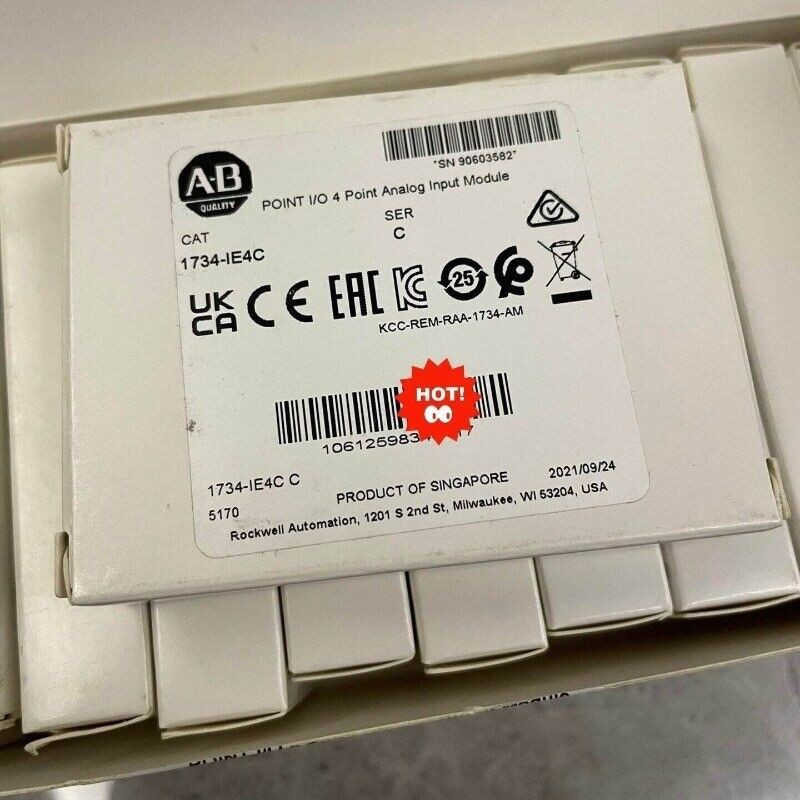 *SN 90603582*
A-B
QUALITY
POINT I/O 4 Point Analog Input Module
CAT
SER
1734-IE4C
C
UK
CA
CE
EAC
25
KCC-REM-RAA-1734-AM
HOT!
1734-IE4C C
PRODUCT OF SINGAPORE
2021/09/24
5170
Rockwell Automation, 1201 S 2nd St, Milwaukee, WI 53204, USA